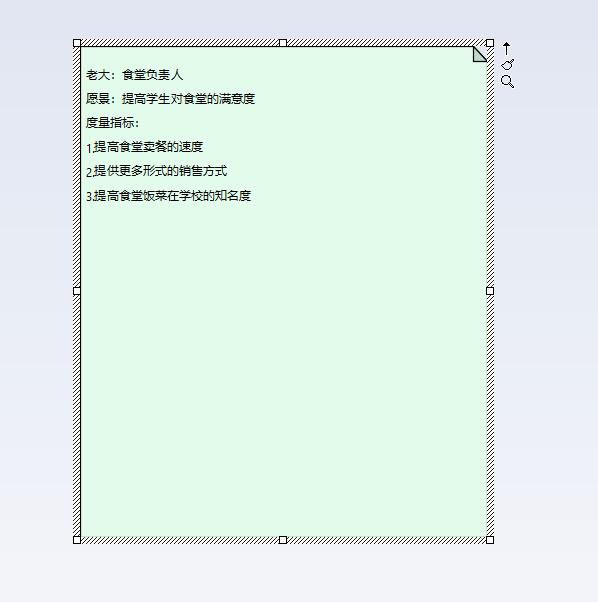 老大：食堂负责人
愿景：提高学生对食堂的满意度
度量指标：
1,提高食堂卖餐的速度
2,提供更多形式的销售方式
3,提高食堂饭菜在学校的知名度